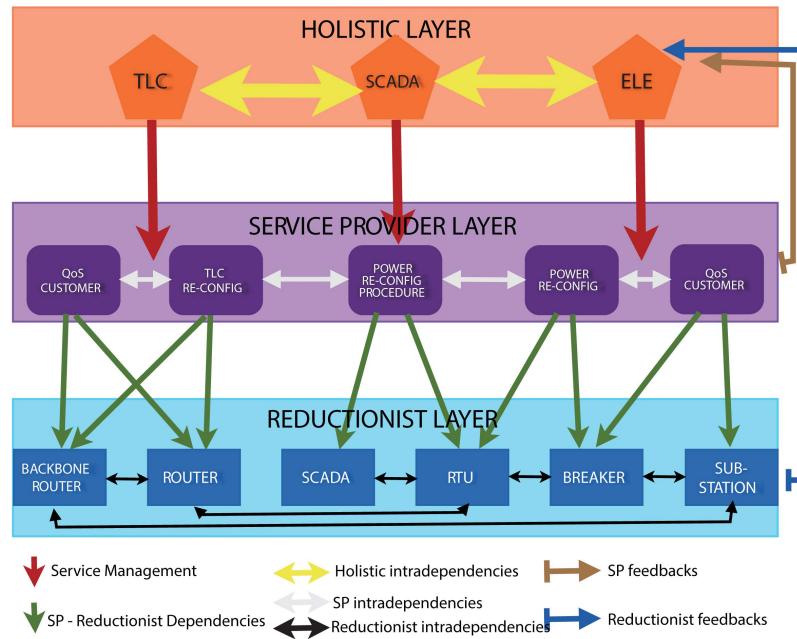 HOLISTIC LAYER
TLC
SCADA
ELE
SERVICE PROVIDER LAYER
QoS
CUSTOMER
TLC
RE-CONFIG
POWER
RE-CONFIG
PROCEDURE
POWER
RE-CONFIG
QoS
CUSTOMER
REDUCTIONIST LAYER
BACKBONE
ROUTER
ROUTER
SCADA
RTU
BREAKER
SUB-
STATION
Service Management
Holistic intradependencies
SP feedbacks
SP intradependencies
SP - Reductionist Dependencies
Reductionist intradependencies
Reductionist feedbacks